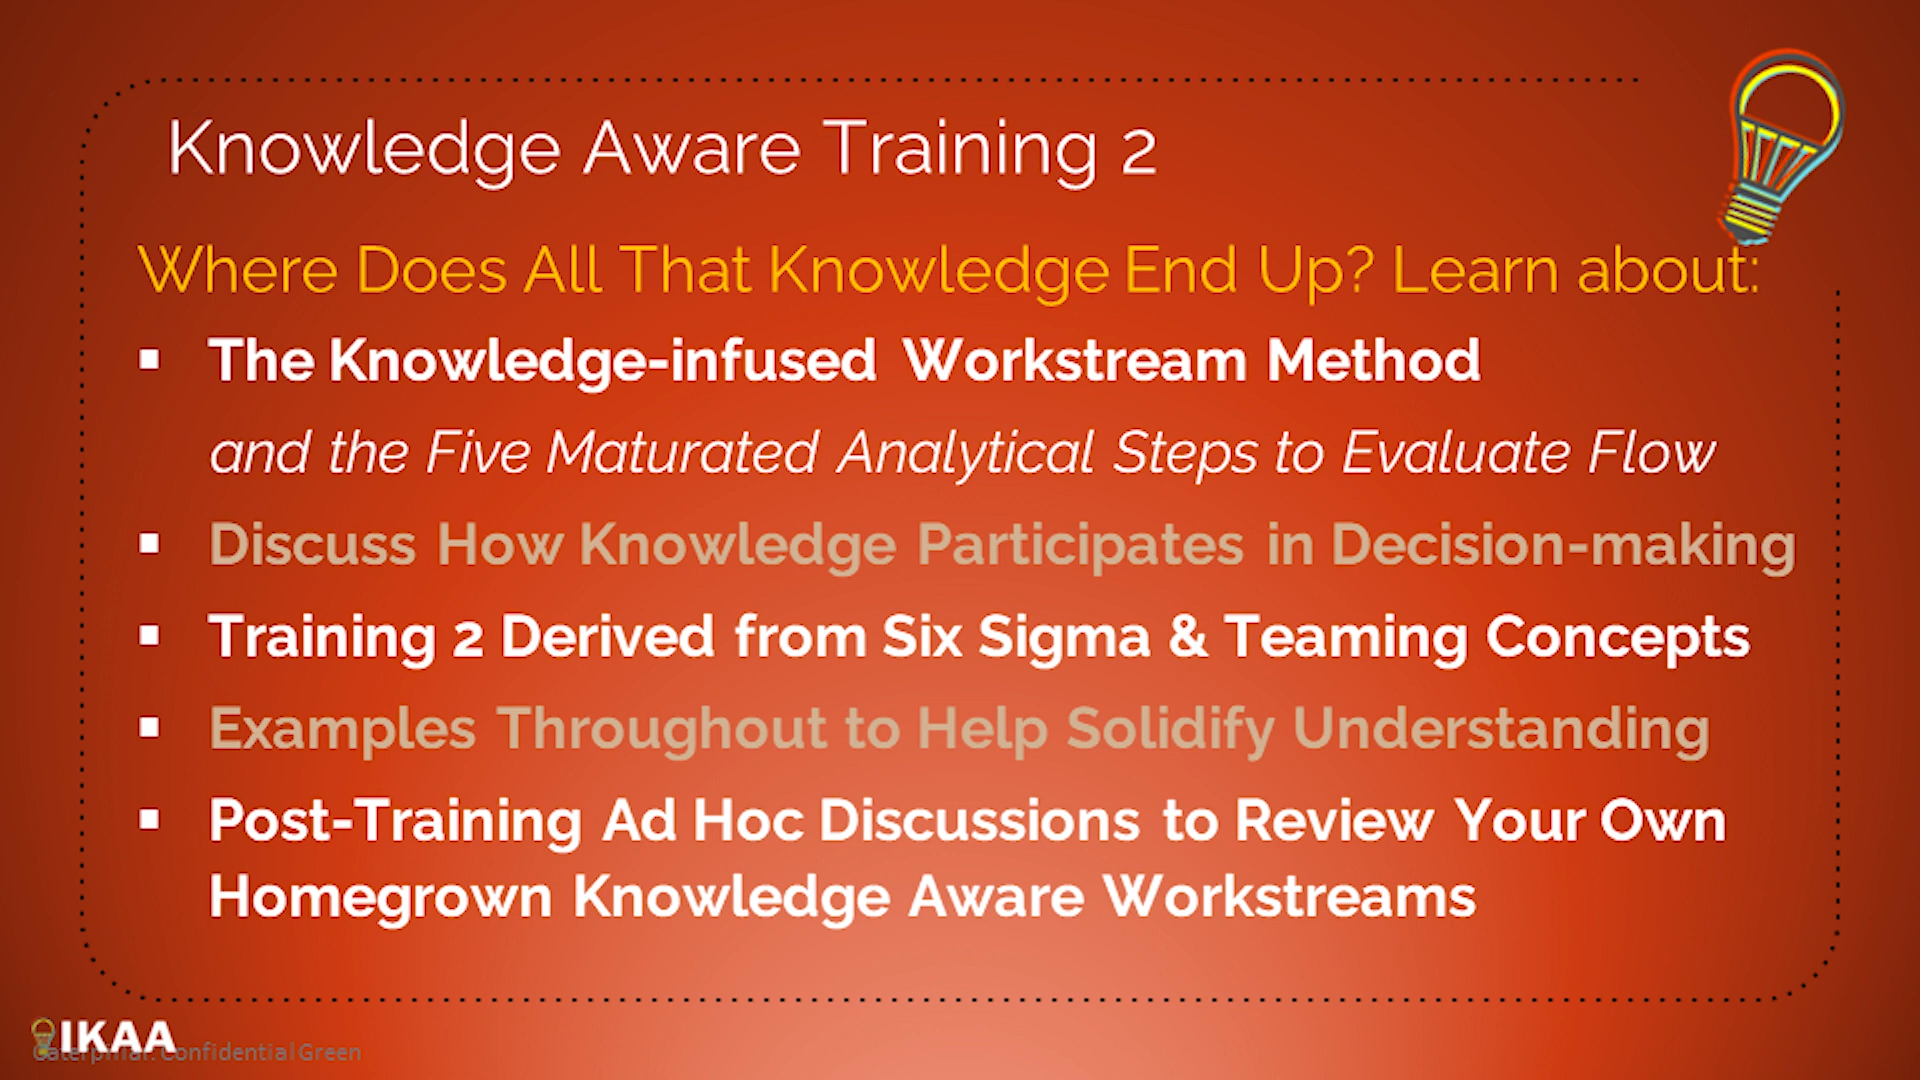 Knowledge Aware Training 2
Where Does All That Knowledge End Up? Learn about:
▪ The Knowledge-infused Workstream Method
and the Five Maturated Analytical Steps to Evaluate Flow
▪ Discuss How Knowledge Participates in Decision-making
▪ Training 2 Derived from Six Sigma & Teaming Concepts
▪ Examples Throughout to Help Solidify Understanding
▪ Post-Training Ad Hoc Discussions to Review Your Own
Homegrown Knowledge Aware Workstreams
IKAA
Caterpillar: Confidential Green